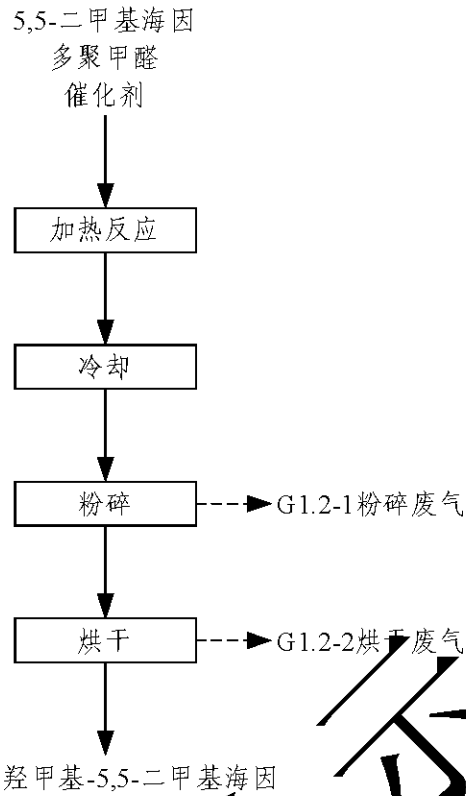 5,5-二甲基海因
多聚甲醛
催化剂
加热反应
冷却
粉碎
G1.2-1粉碎废气
烘干
G1.2-2烘干废气
羟甲基-5,5-二甲基海因